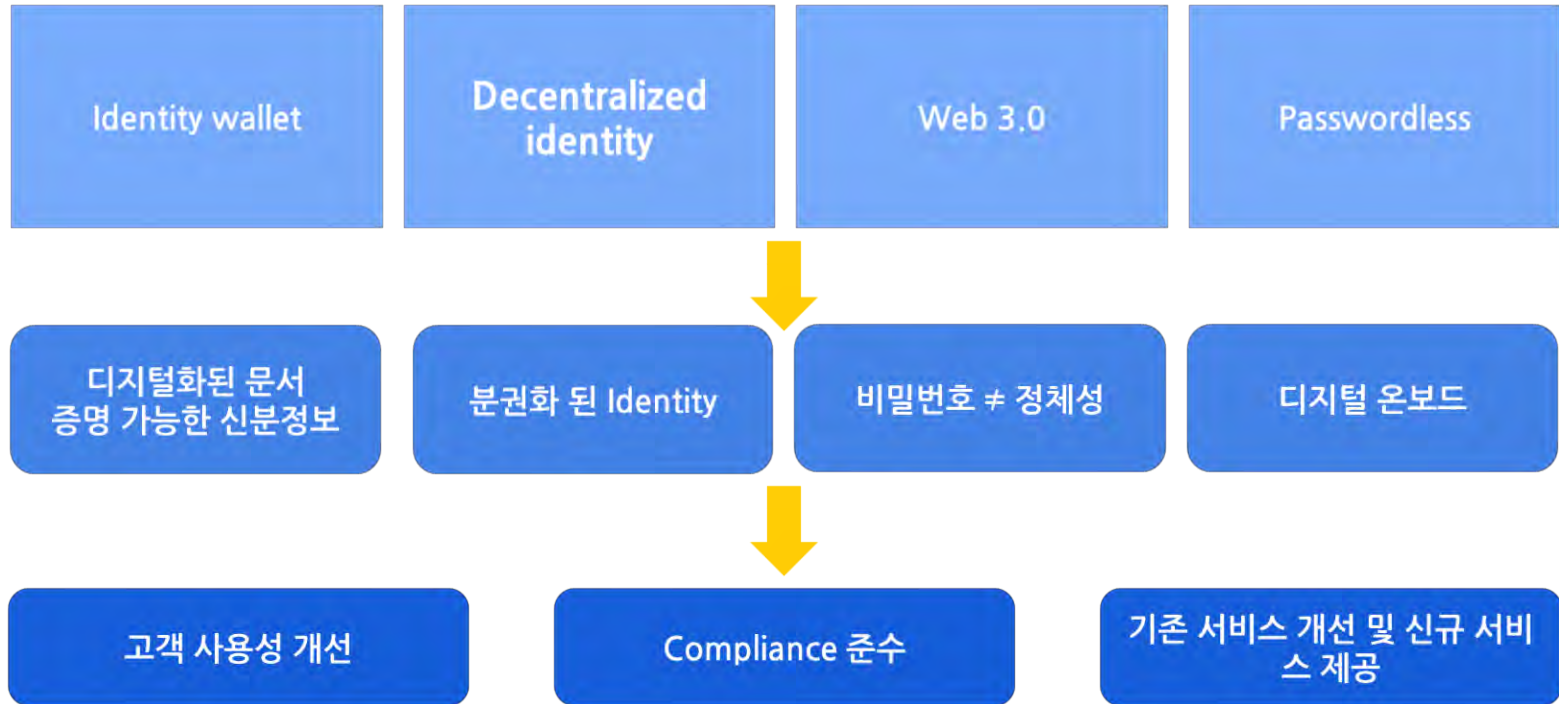 Identity wallet
Decentralized
identity
Web 3.0
Passwordless
디지털화된 문서
증명 가능한 신분정보
분권화 된 Identity
비밀번호 ≠ 정체성
디지털 온보드
고객 사용성 개선
Compliance 준수
기존 서비스 개선 및 신규 서비
스 제공